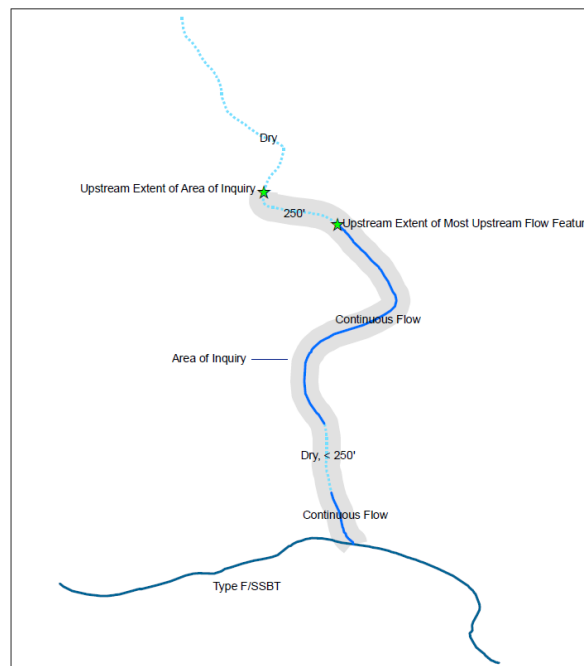 Dry
Upstream Extent of Area of Inquiry
250'
Upstream Extent of Most Upstream Flow Featur
Continuous Flow
Area of Inquiry
Dry, < 250'
Continuous Flow
Type F/SSBT